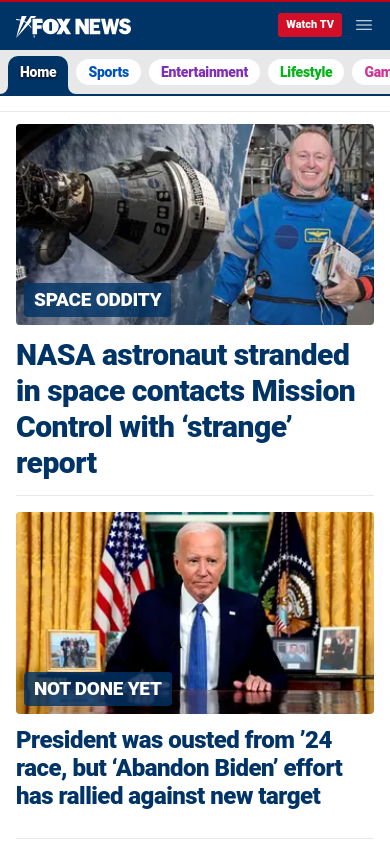 FOX NEWS
Watch TV
Home
Sports
Entertainment
Lifestyle
SPACE ODDITY
NASA astronaut stranded
in space contacts Mission
Control with ‘strange’
report
NOT DONE YET
President was ousted from ’24
race, but ‘Abandon Biden’ effort
has rallied against new target